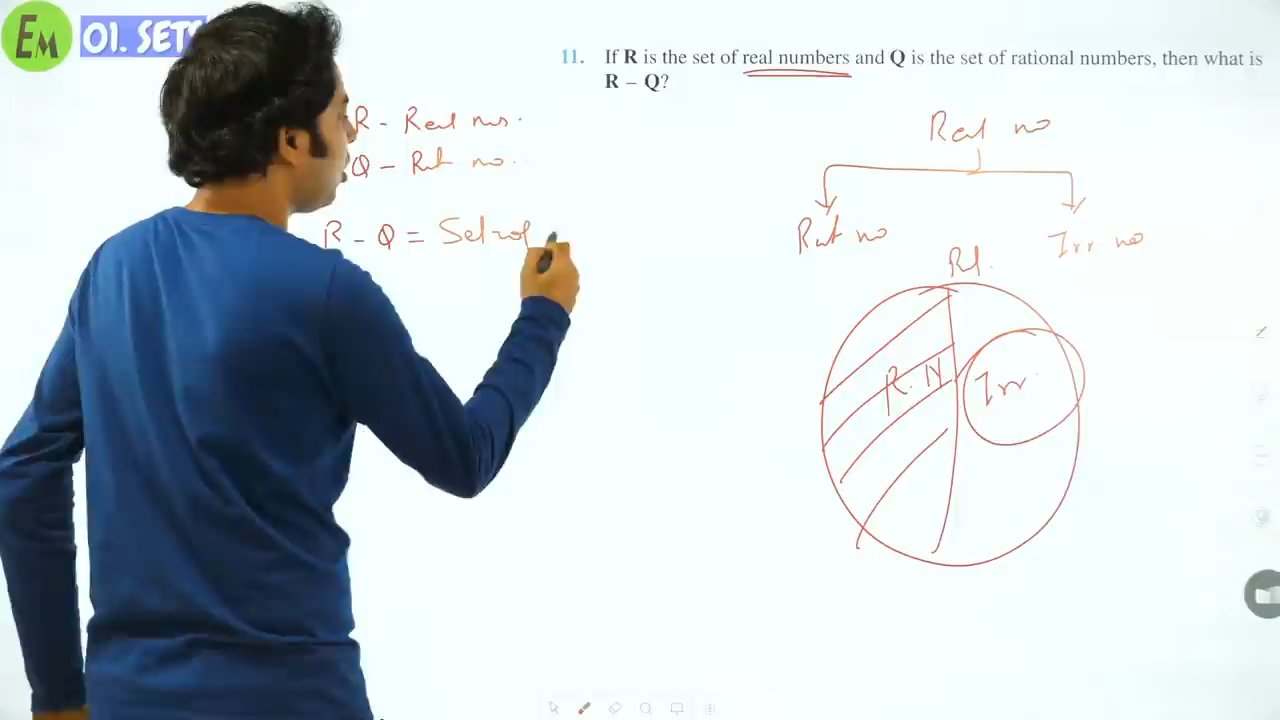 EM
01. SETS
11. If R is the set of real numbers and Q is the set of rational numbers, then what is
R – Q?
R - Real nos.
Q - Rat no.
R - Q = Set of
Real no
Rat no
Irr no
Rl.
R. N
Irr.